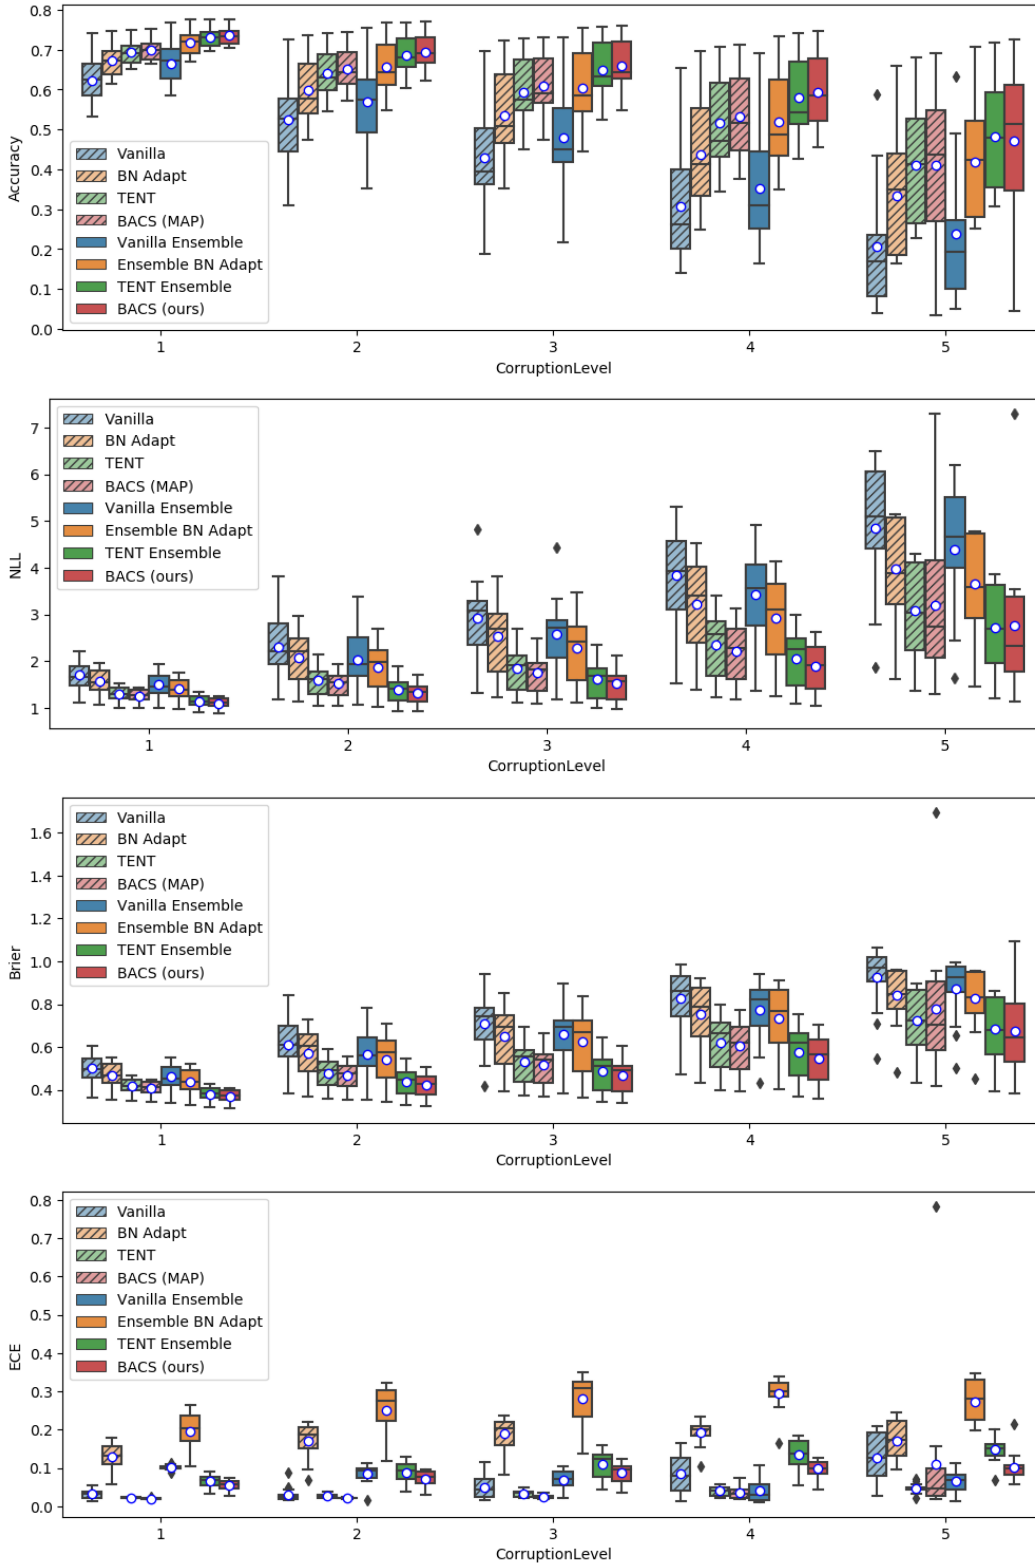 0.8
0.7
0.6
0.5
0.4
0.3
0.2
0.1
0.0
Accuracy
Vanilla
BN Adapt
TENT
BACS (MAP)
Vanilla Ensemble
Ensemble BN Adapt
TENT Ensemble
BACS (ours)
1 2 3 4 5
CorruptionLevel
7
6
5
4
3
2
1
NLL
Vanilla
BN Adapt
TENT
BACS (MAP)
Vanilla Ensemble
Ensemble BN Adapt
TENT Ensemble
BACS (ours)
1 2 3 4 5
CorruptionLevel
1.6
1.4
1.2
1.0
0.8
0.6
0.4
Brier
Vanilla
BN Adapt
TENT
BACS (MAP)
Vanilla Ensemble
Ensemble BN Adapt
TENT Ensemble
BACS (ours)
1 2 3 4 5
CorruptionLevel
0.8
0.7
0.6
0.5
0.4
0.3
0.2
0.1
0.0
ECE
Vanilla
BN Adapt
TENT
BACS (MAP)
Vanilla Ensemble
Ensemble BN Adapt
TENT Ensemble
BACS (ours)
1 2 3 4 5
CorruptionLevel